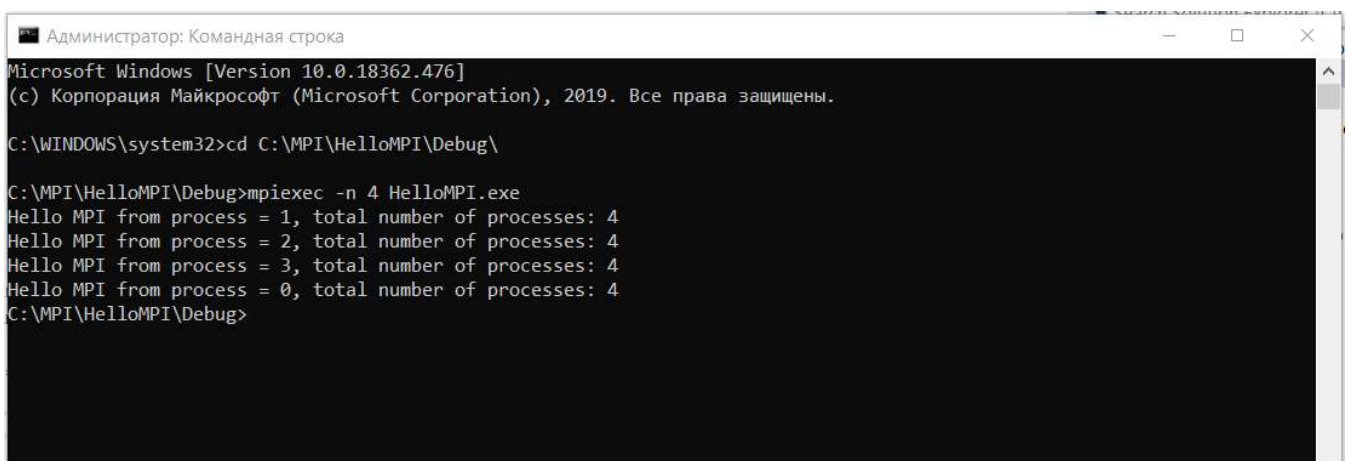 Администратор: Командная строка
Microsoft Windows [Version 10.0.18362.476]
(c) Корпорация Майкрософт (Microsoft Corporation), 2019. Все права защищены.
C:\WINDOWS\system32>cd C:\MPI\HelloMPI\Debug\
C:\MPI\HelloMPI\Debug>mpiexec -n 4 HelloMPI.exe
Hello MPI from process = 1, total number of processes: 4
Hello MPI from process = 2, total number of processes: 4
Hello MPI from process = 3, total number of processes: 4
Hello MPI from process = 0, total number of processes: 4
C:\MPI\HelloMPI\Debug>